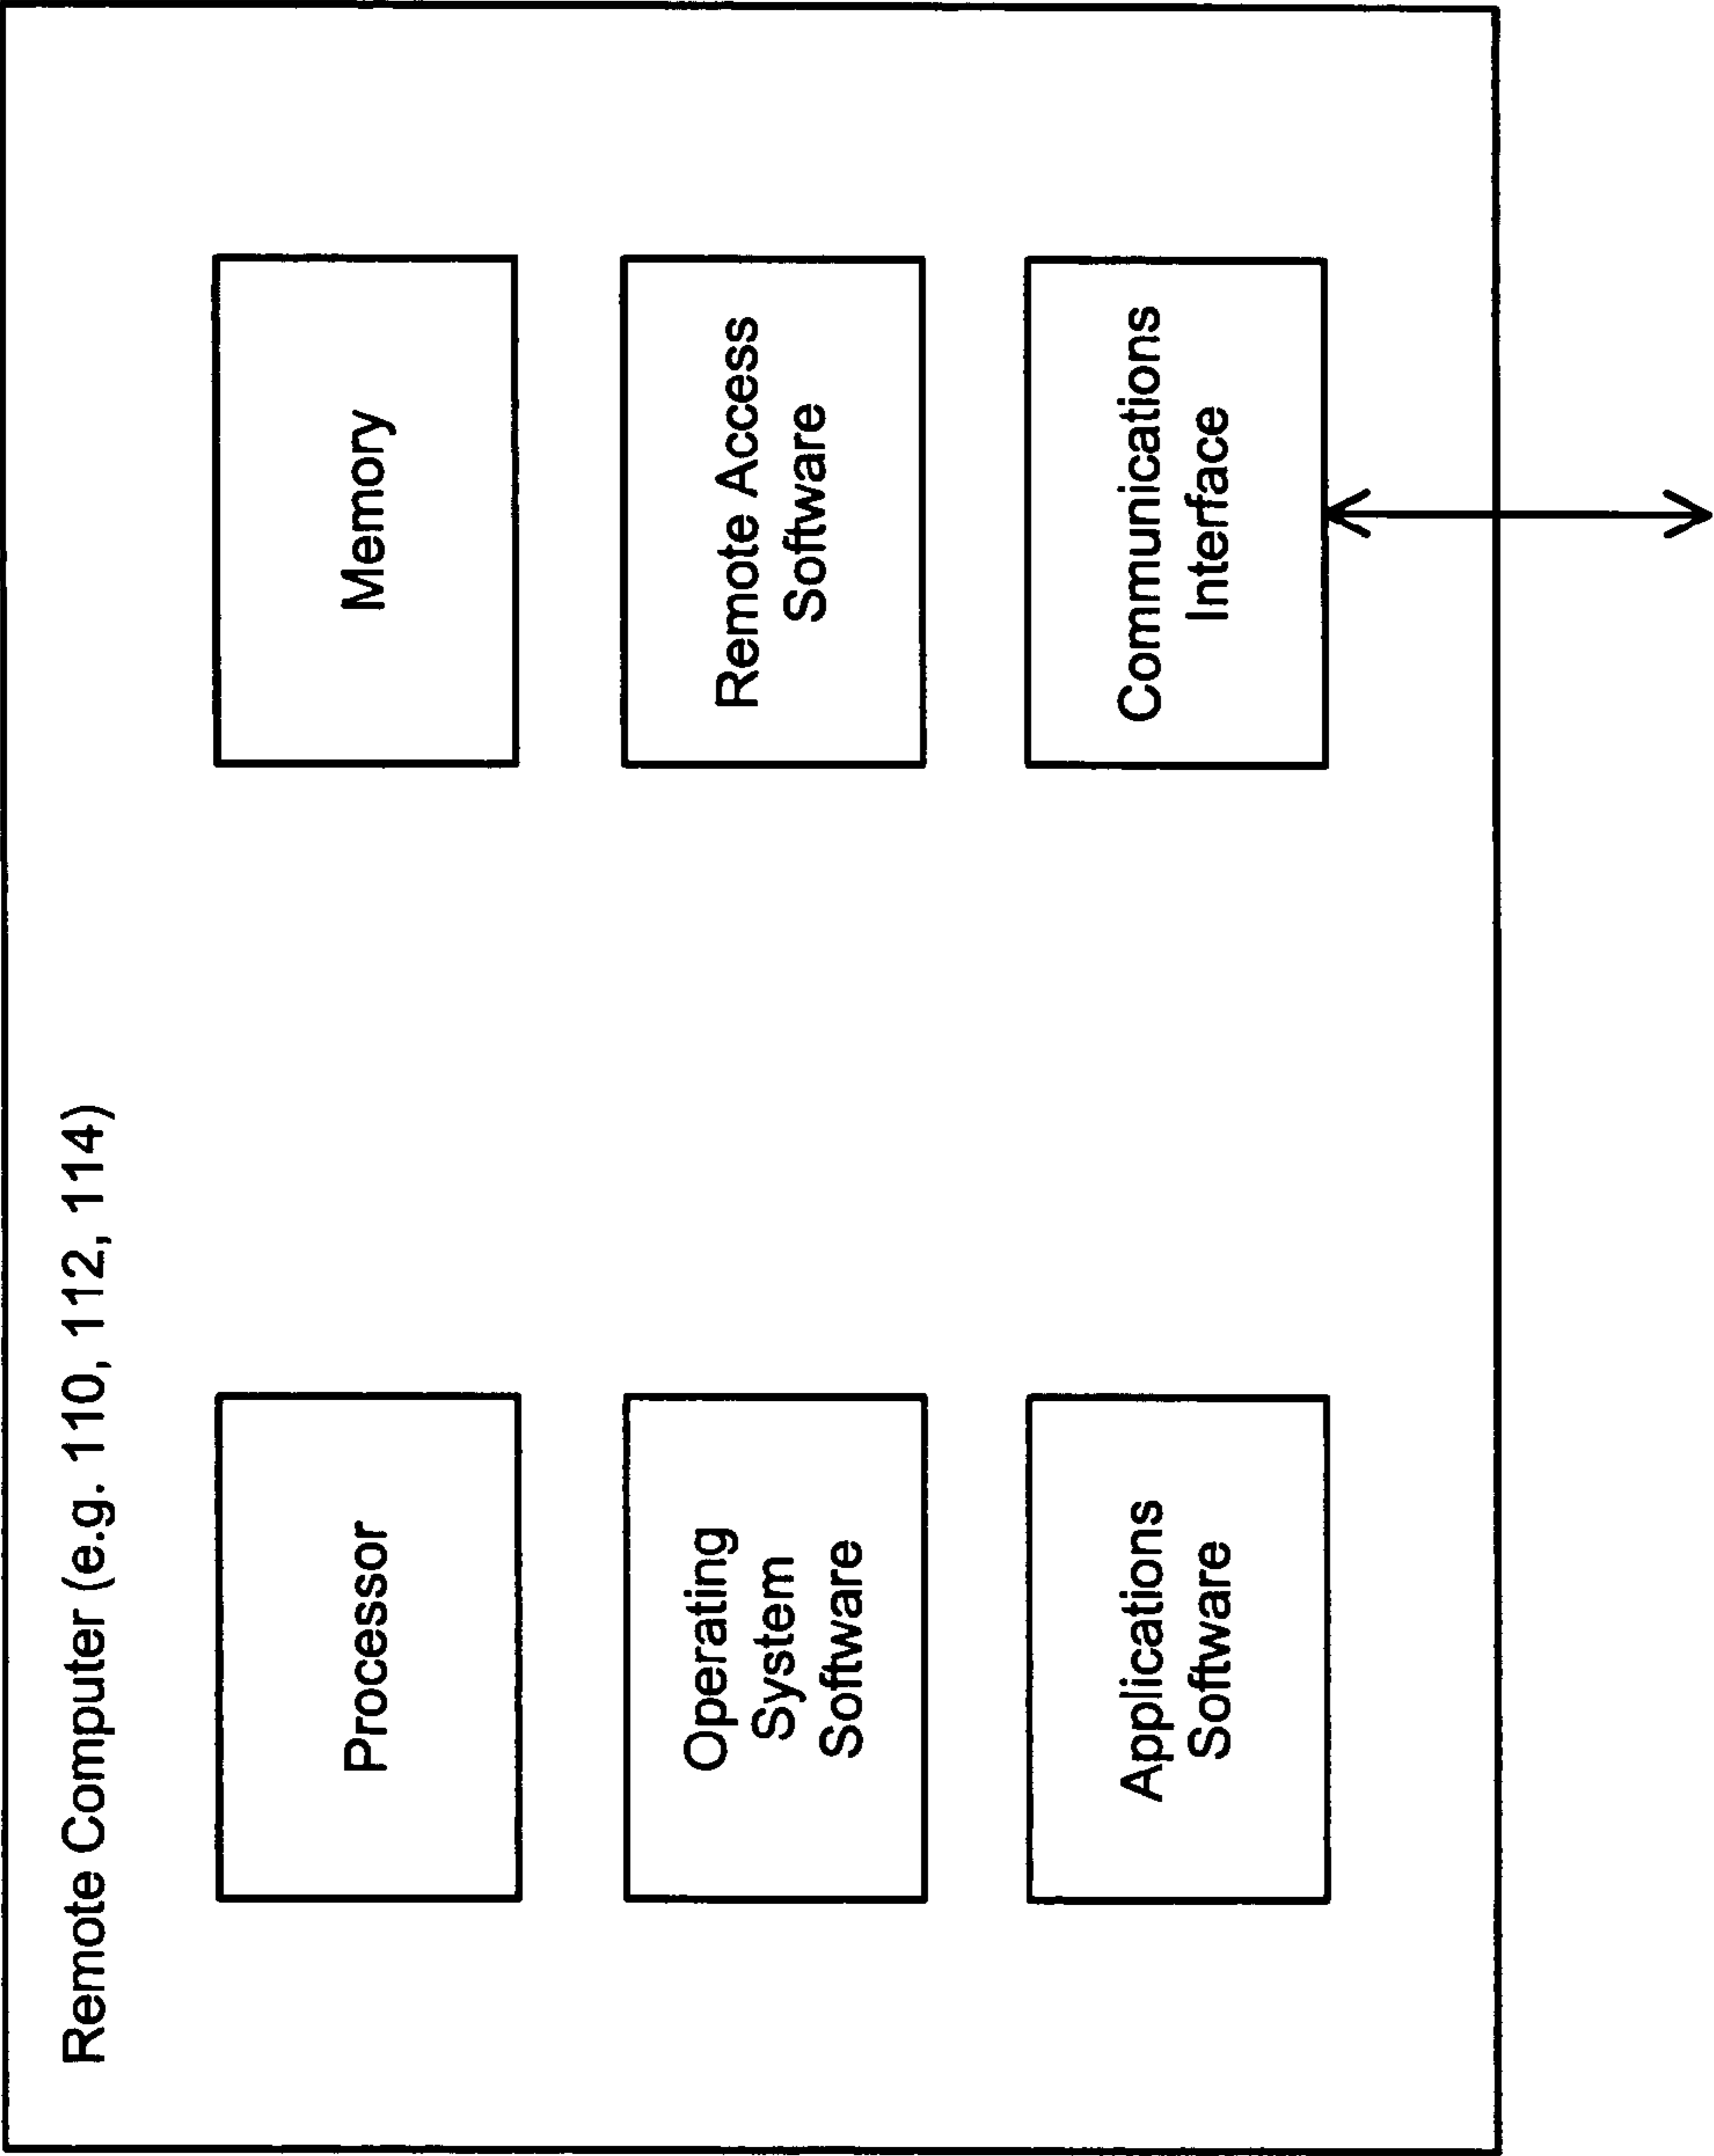 Remote Computer (e.g. 110, 112, 114)
Processor
Memory
Operating
System
Software
Remote Access
Software
Applications
Software
Communications
Interface